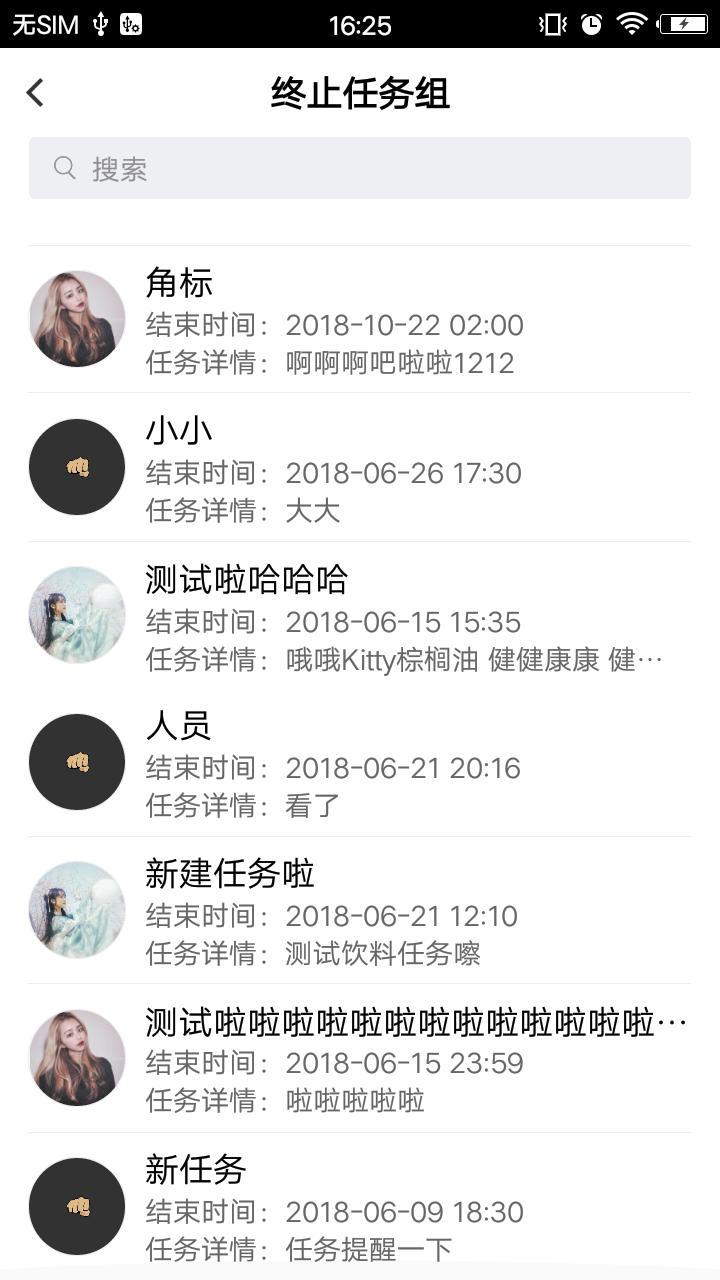 无SIM 16:25
终止任务组
搜索
角标
结束时间：2018-10-22 02:00
任务详情：啊啊啊吧啦啦1212
小小
结束时间：2018-06-26 17:30
任务详情：大大
测试啦哈哈哈
结束时间：2018-06-15 15:35
任务详情：哦哦Kitty棕榈油 健健康康 健…
人员
结束时间：2018-06-21 20:16
任务详情：看了
新建任务啦
结束时间：2018-06-21 12:10
任务详情：测试饮料任务嚓
测试啦啦啦啦啦啦啦啦啦啦啦啦啦…
结束时间：2018-06-15 23:59
任务详情：啦啦啦啦啦
新任务
结束时间：2018-06-09 18:30
任务详情：任务提醒一下